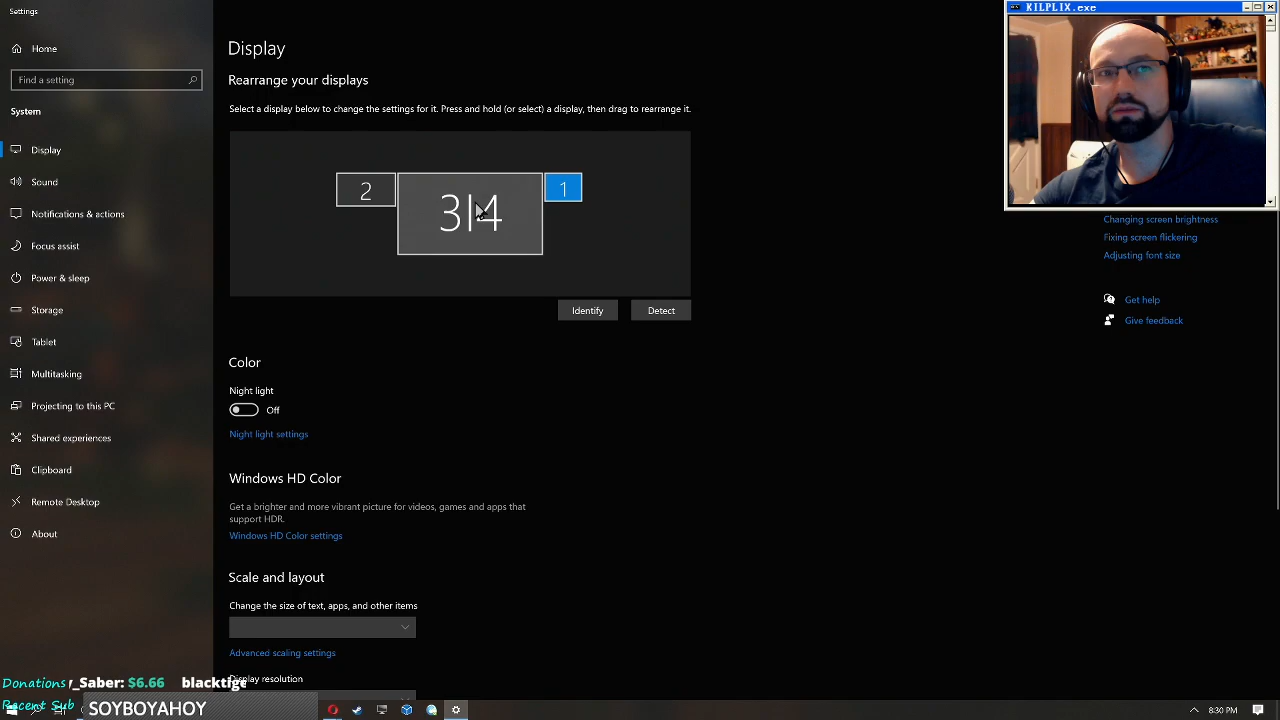 Settings
KILPLIX.exe
Home
Find a setting
System
Display
Sound
Notifications & actions
Focus assist
Power & sleep
Storage
Tablet
Multitasking
Projecting to this PC
Shared experiences
Clipboard
Remote Desktop
About
Display
Rearrange your displays
Select a display below to change the settings for it. Press and hold (or select) a display, then drag to rearrange it.
2
3|4
1
Identify
Detect
Color
Night light
Off
Night light settings
Windows HD Color
Get a brighter and more vibrant picture for videos, games and apps that
support HDR.
Windows HD Color settings
Scale and layout
Change the size of text, apps, and other items
Advanced scaling settings
Display resolution
Changing screen brightness
Fixing screen flickering
Adjusting font size
Get help
Give feedback
Donations y_Saber: $6.66 blacktige
Recent Sub SOYBOYAHOY
8:30 PM